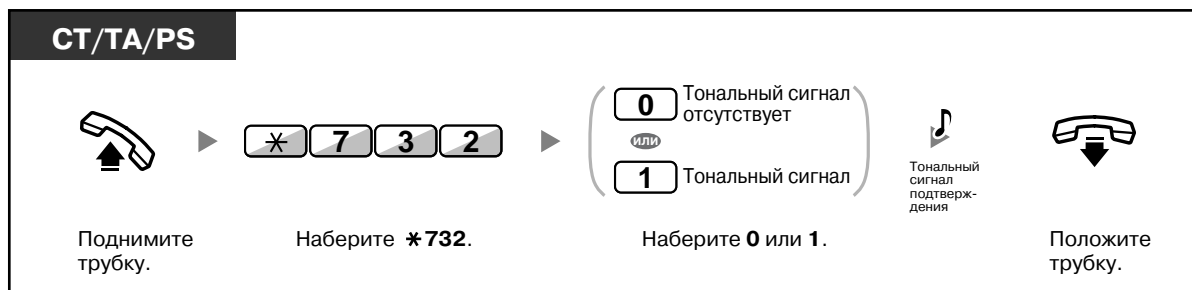 CT/TA/PS
✳ 7 3 2
0 Тональный сигнал
отсутствует
или
1 Тональный сигнал
Тональный
сигнал
подтверж-
дения
Поднимите
трубку.
Наберите ✳732.
Наберите 0 или 1.
Положите
трубку.